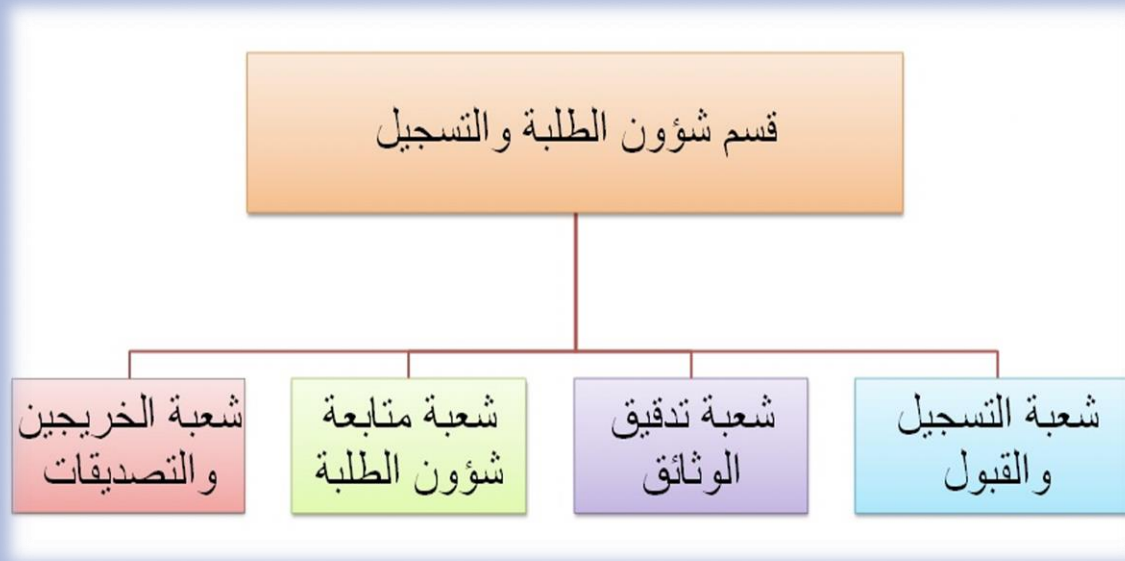 قسم شؤون الطلبة والتسجيل
شعبة التسجيل
والقبول
شعبة تدقيق
الوثائق
شعبة متابعة
شؤون الطلبة
شعبة الخريجين
والتصديقات